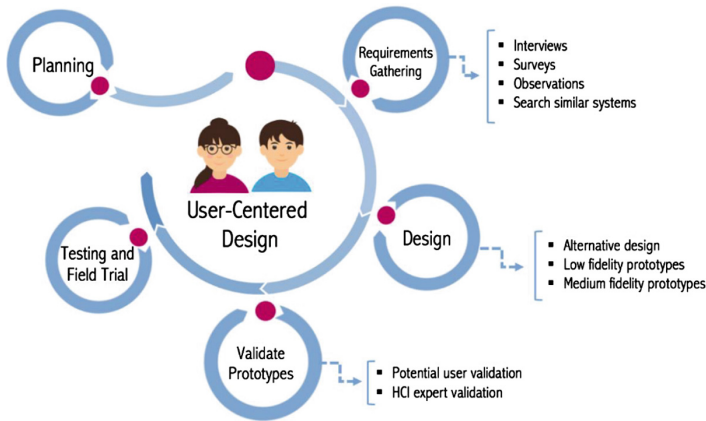 Planning
Requirements
Gathering
Interviews
Surveys
Observations
Search similar systems
User-Centered
Design
Design
Alternative design
Low fidelity prototypes
Medium fidelity prototypes
Testing and
Field Trial
Validate
Prototypes
Potential user validation
HCI expert validation